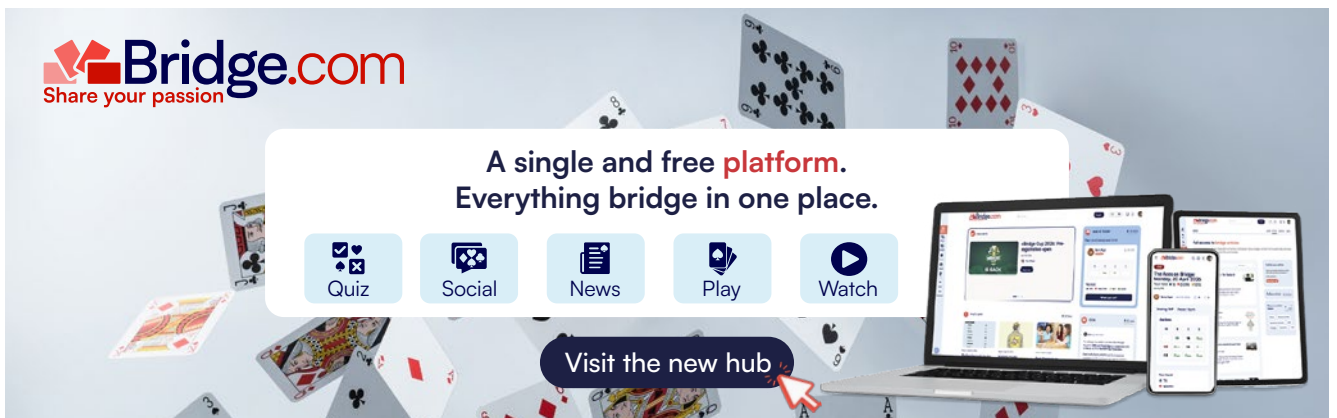 Bridge.com
Share your passion
A single and free platform.
Everything bridge in one place.
Quiz
Social
News
Play
Watch
Visit the new hub